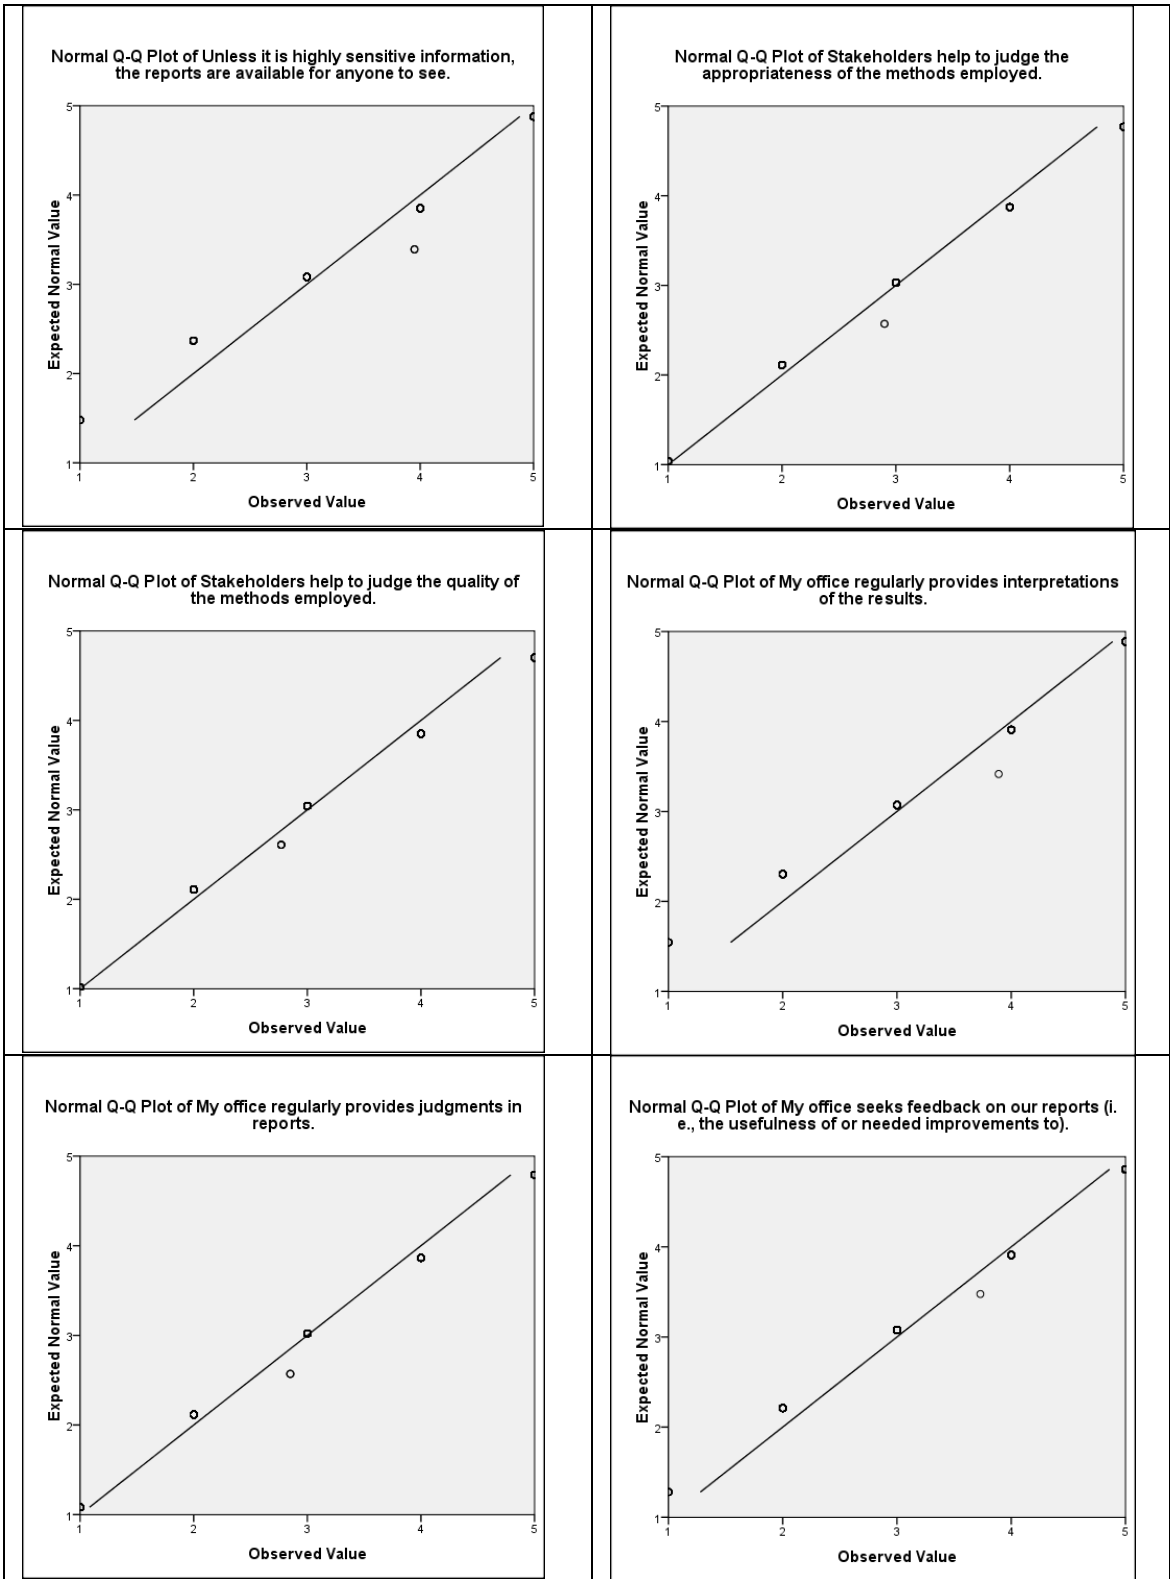 Normal Q-Q Plot of Unless it is highly sensitive information,
the reports are available for anyone to see.
5
4
3
2
1
Expected Normal Value
1 2 3 4 5
Observed Value
Normal Q-Q Plot of Stakeholders help to judge the
appropriateness of the methods employed.
5
4
3
2
1
Expected Normal Value
1 2 3 4 5
Observed Value
Normal Q-Q Plot of Stakeholders help to judge the quality of
the methods employed.
5
4
3
2
1
Expected Normal Value
1 2 3 4 5
Observed Value
Normal Q-Q Plot of My office regularly provides interpretations
of the results.
5
4
3
2
1
Expected Normal Value
1 2 3 4 5
Observed Value
Normal Q-Q Plot of My office regularly provides judgments in
reports.
5
4
3
2
1
Expected Normal Value
1 2 3 4 5
Observed Value
Normal Q-Q Plot of My office seeks feedback on our reports (i.
e., the usefulness of or needed improvements to).
5
4
3
2
1
Expected Normal Value
1 2 3 4 5
Observed Value